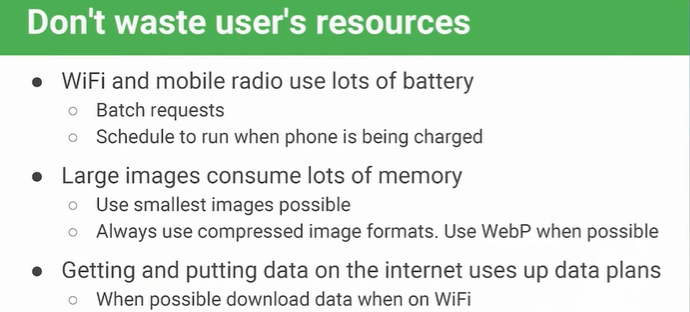 Don't waste user's resources
● WiFi and mobile radio use lots of battery
○ Batch requests
○ Schedule to run when phone is being charged
● Large images consume lots of memory
○ Use smallest images possible
○ Always use compressed image formats. Use WebP when possible
● Getting and putting data on the internet uses up data plans
○ When possible download data when on WiFi